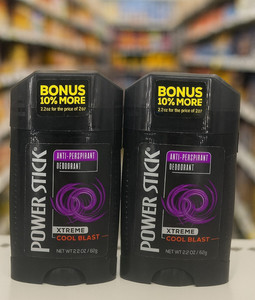 BONUS
10% MORE
2.2oz for the price of 2oz
ANTI-PERSPIRANT
DEODORANT
POWER STICK
XTREME
COOL BLAST
NET WT 2.2 OZ / 62g
BONUS
10% MORE
2.2oz for the price of 2oz
ANTI-PERSPIRANT
DEODORANT
POWER STICK
XTREME
COOL BLAST
NET WT 2.2 OZ / 62g